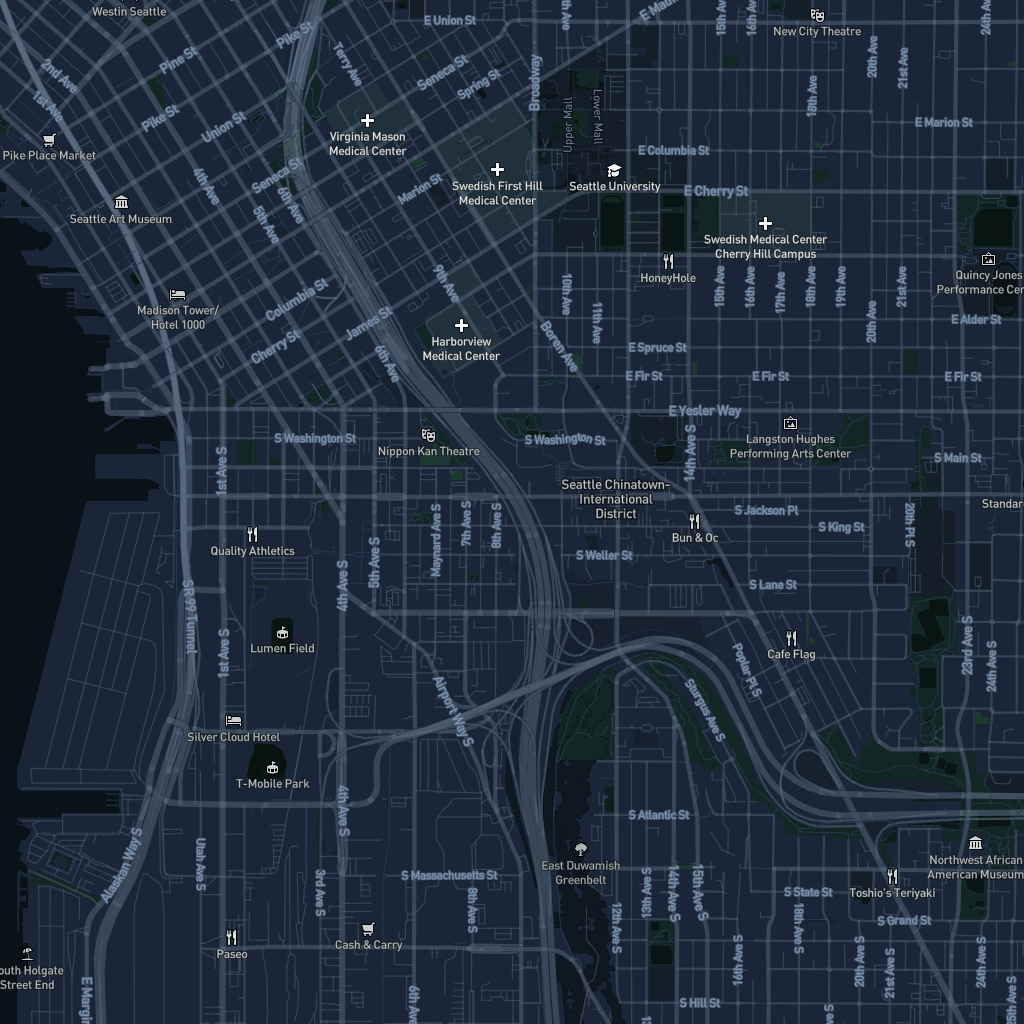 Westin Seattle
E Union St
New City Theatre
Pike St
Terry Ave
Pine St
Seneca St
Spring St
2nd Ave
1st Ave
Broadway
18th Ave
16th Ave
20th Ave
21st Ave
24th Ave
18th Ave
Upper Mall
Lower Mall
Pike St
Union St
Virginia Mason
Medical Center
E Marion St
Pike Place Market
E Columbia St
4th Ave
Seneca St
6th Ave
Marion St
Swedish First Hill
Medical Center
Seattle University
E Cherry St
Seattle Art Museum
5th Ave
Swedish Medical Center
Cherry Hill Campus
HoneyHole
Quincy Jones
Performance Cen
9th Ave
10th Ave
11th Ave
15th Ave
16th Ave
17th Ave
18th Ave
19th Ave
20th Ave
21st Ave
Madison Tower/
Hotel 1000
Columbia St
James St
Cherry St
Harborview
Medical Center
Boren Ave
E Alder St
E Spruce St
6th Ave
E Fir St
E Fir St
E Fir St
E Yesler Way
S Washington St
Nippon Kan Theatre
S Washington St
Langston Hughes
Performing Arts Center
S Main St
1st Ave S
14th Ave S
Seattle Chinatown-
International
District
S Jackson Pl
Standar
Maynard Ave S
7th Ave S
8th Ave S
Bun & Oc
S King St
20th Pl S
Quality Athletics
S Weller St
5th Ave S
4th Ave S
S Lane St
SR 99 Tunnel
Lumen Field
1st Ave S
Cafe Flag
Poplar Pl S
23rd Ave S
24th Ave S
Airport Way S
Sturgus Ave S
Silver Cloud Hotel
T-Mobile Park
4th Ave S
S Atlantic St
Alaskan Way S
Utah Ave S
3rd Ave S
S Massachusetts St
8th Ave S
East Duwamish
Greenbelt
Northwest African
American Museum
13th Ave S
14th Ave S
15th Ave S
S State St
Toshio's Teriyaki
S Grand St
12th Ave S
18th Ave S
Paseo
Cash & Carry
16th Ave S
20th Ave S
21st Ave S
24th Ave S
outh Holgate
Street End
E Margin
6th Ave
S Hill St
25th Ave S